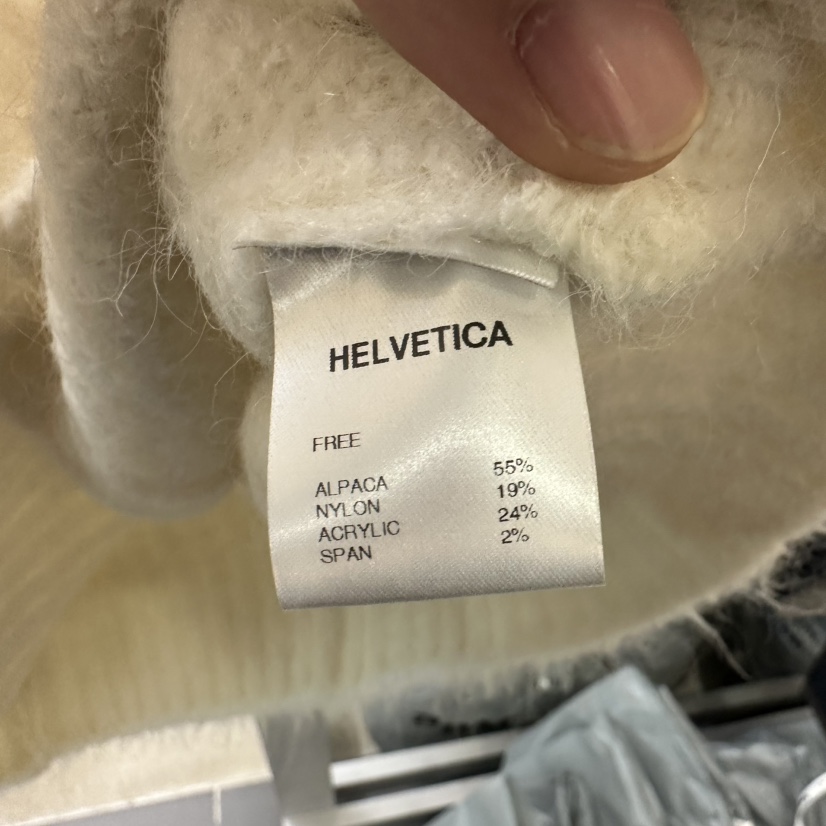 HELVETICA
FREE
ALPACA 55%
NYLON 19%
ACRYLIC 24%
SPAN 2%